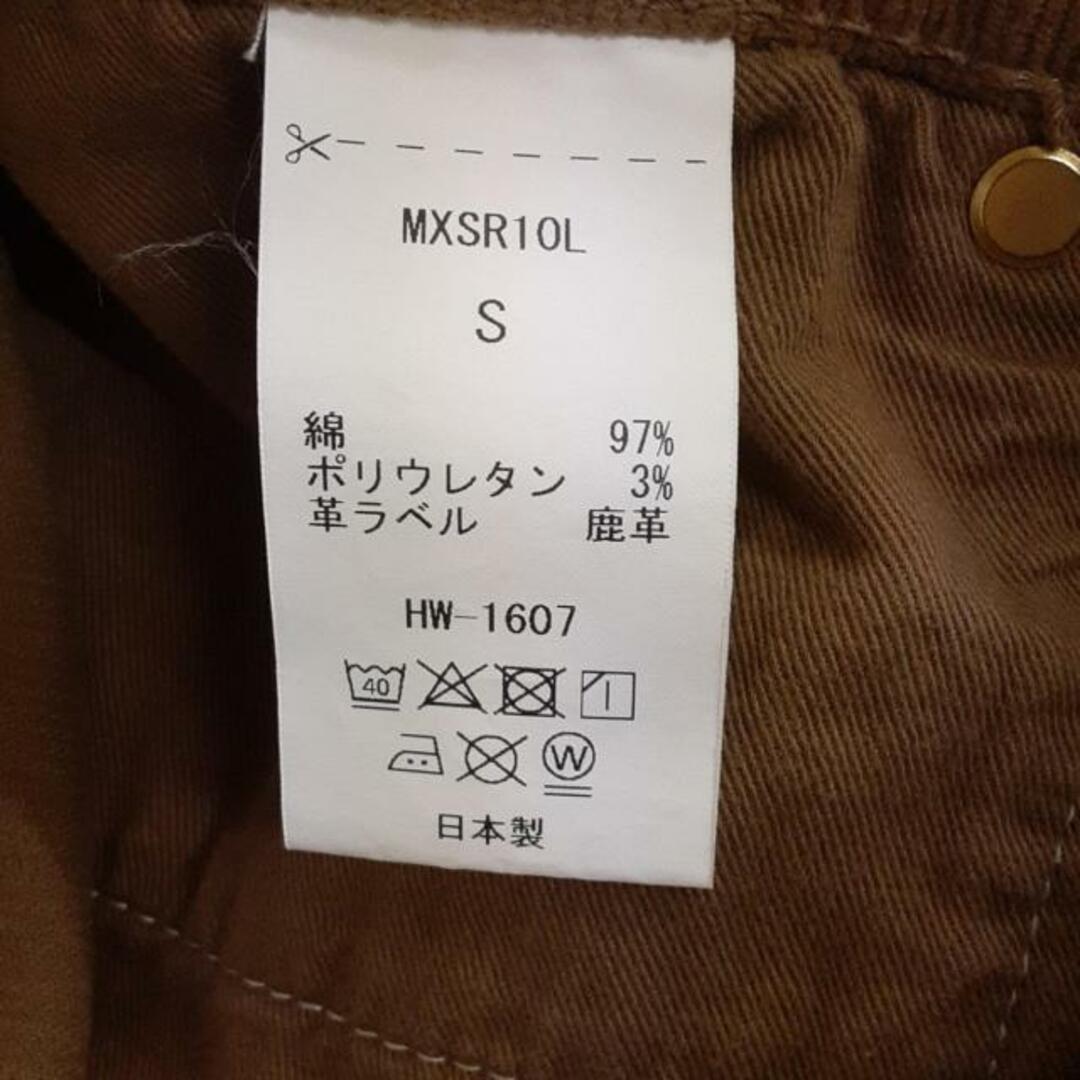 MXSR10L
S
綿 97%
ポリウレタン 3%
革ラベル 鹿革
HW-1607
40
W
日本製